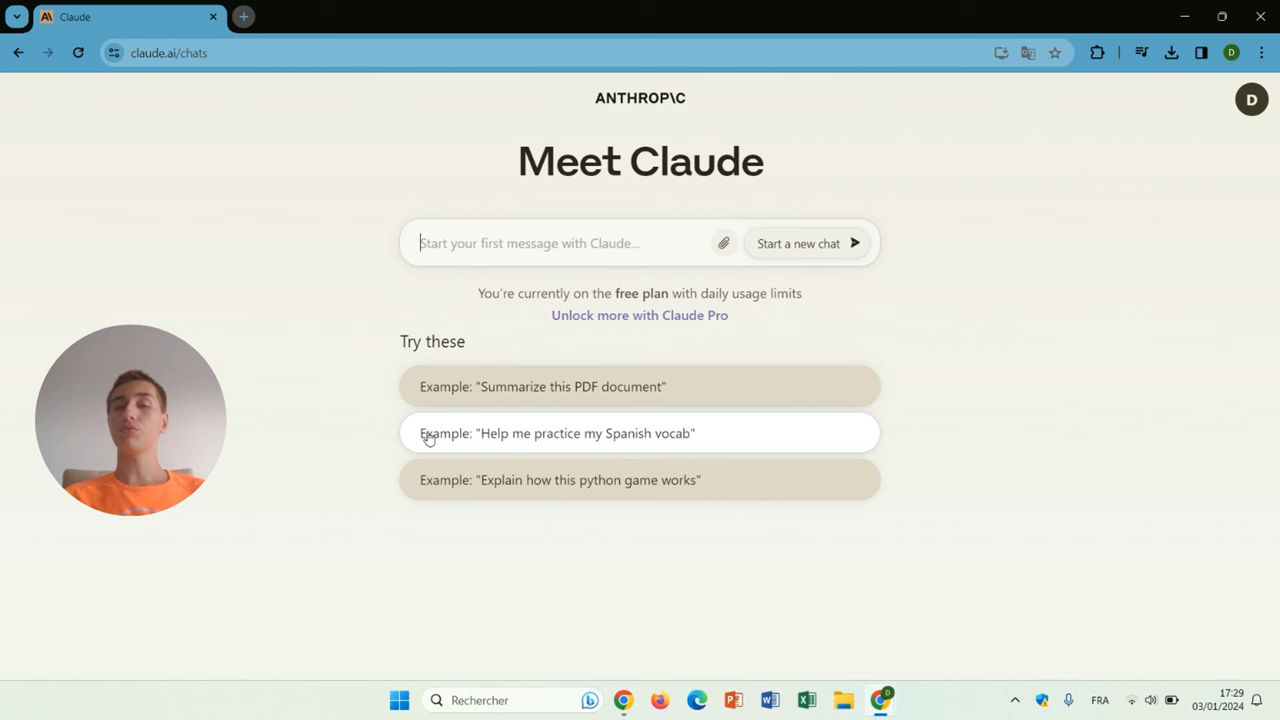 Claude
claude.ai/chats
D
ANTHROP\C
D
Meet Claude
Start your first message with Claude...
Start a new chat
You're currently on the free plan with daily usage limits
Unlock more with Claude Pro
Try these
Example: "Summarize this PDF document"
Example: "Help me practice my Spanish vocab"
Example: "Explain how this python game works"
Rechercher
D
FRA
17:29
03/01/2024